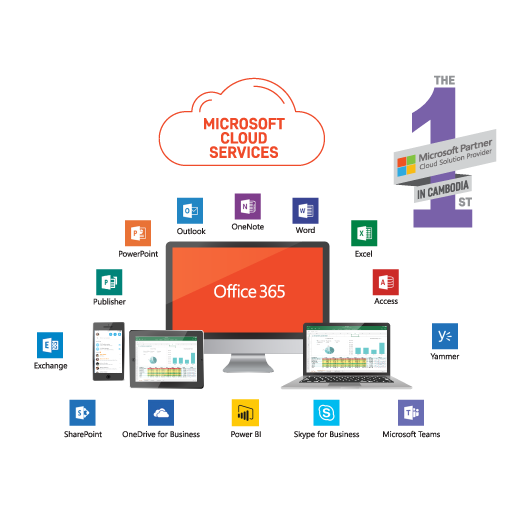 THE
1
ST
Microsoft Partner
Cloud Solution Provider
IN CAMBODIA
MICROSOFT
CLOUD
SERVICES
Outlook
OneNote
Word
PowerPoint
Excel
Office 365
Publisher
Access
Exchange
Yammer
SharePoint
OneDrive for Business
Power BI
Skype for Business
Microsoft Teams